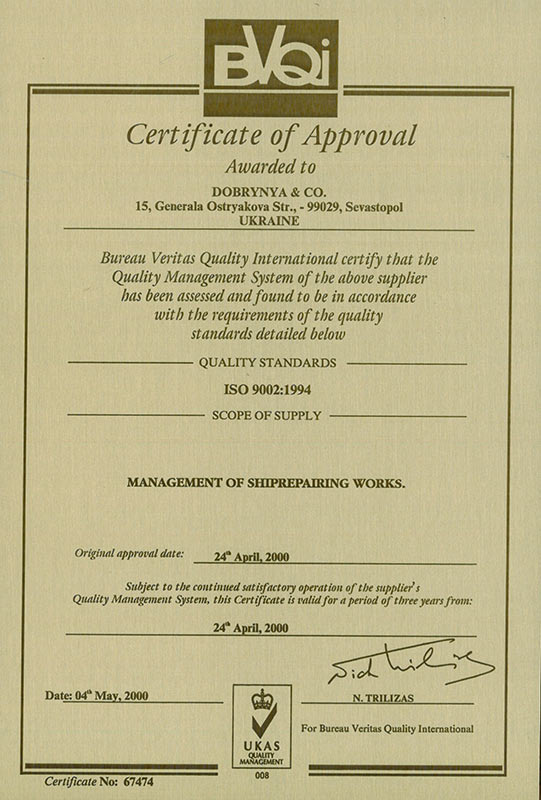 BVQi
Certificate of Approval
Awarded to
DOBRYNYA & CO.
15, Generala Ostryakova Str., - 99029, Sevastopol
UKRAINE
Bureau Veritas Quality International certify that the
Quality Management System of the above supplier
has been assessed and found to be in accordance
with the requirements of the quality
standards detailed below
QUALITY STANDARDS
ISO 9002:1994
SCOPE OF SUPPLY
MANAGEMENT OF SHIPREPAIRING WORKS.
Original approval date: 24th April, 2000
Subject to the continued satisfactory operation of the supplier's
Quality Management System, this Certificate is valid for a period of three years from:
24th April, 2000
Nick Trilizas
Date: 04th May, 2000
N. TRILIZAS
For Bureau Veritas Quality International
UKAS
QUALITY
MANAGEMENT
008
Certificate No: 67474